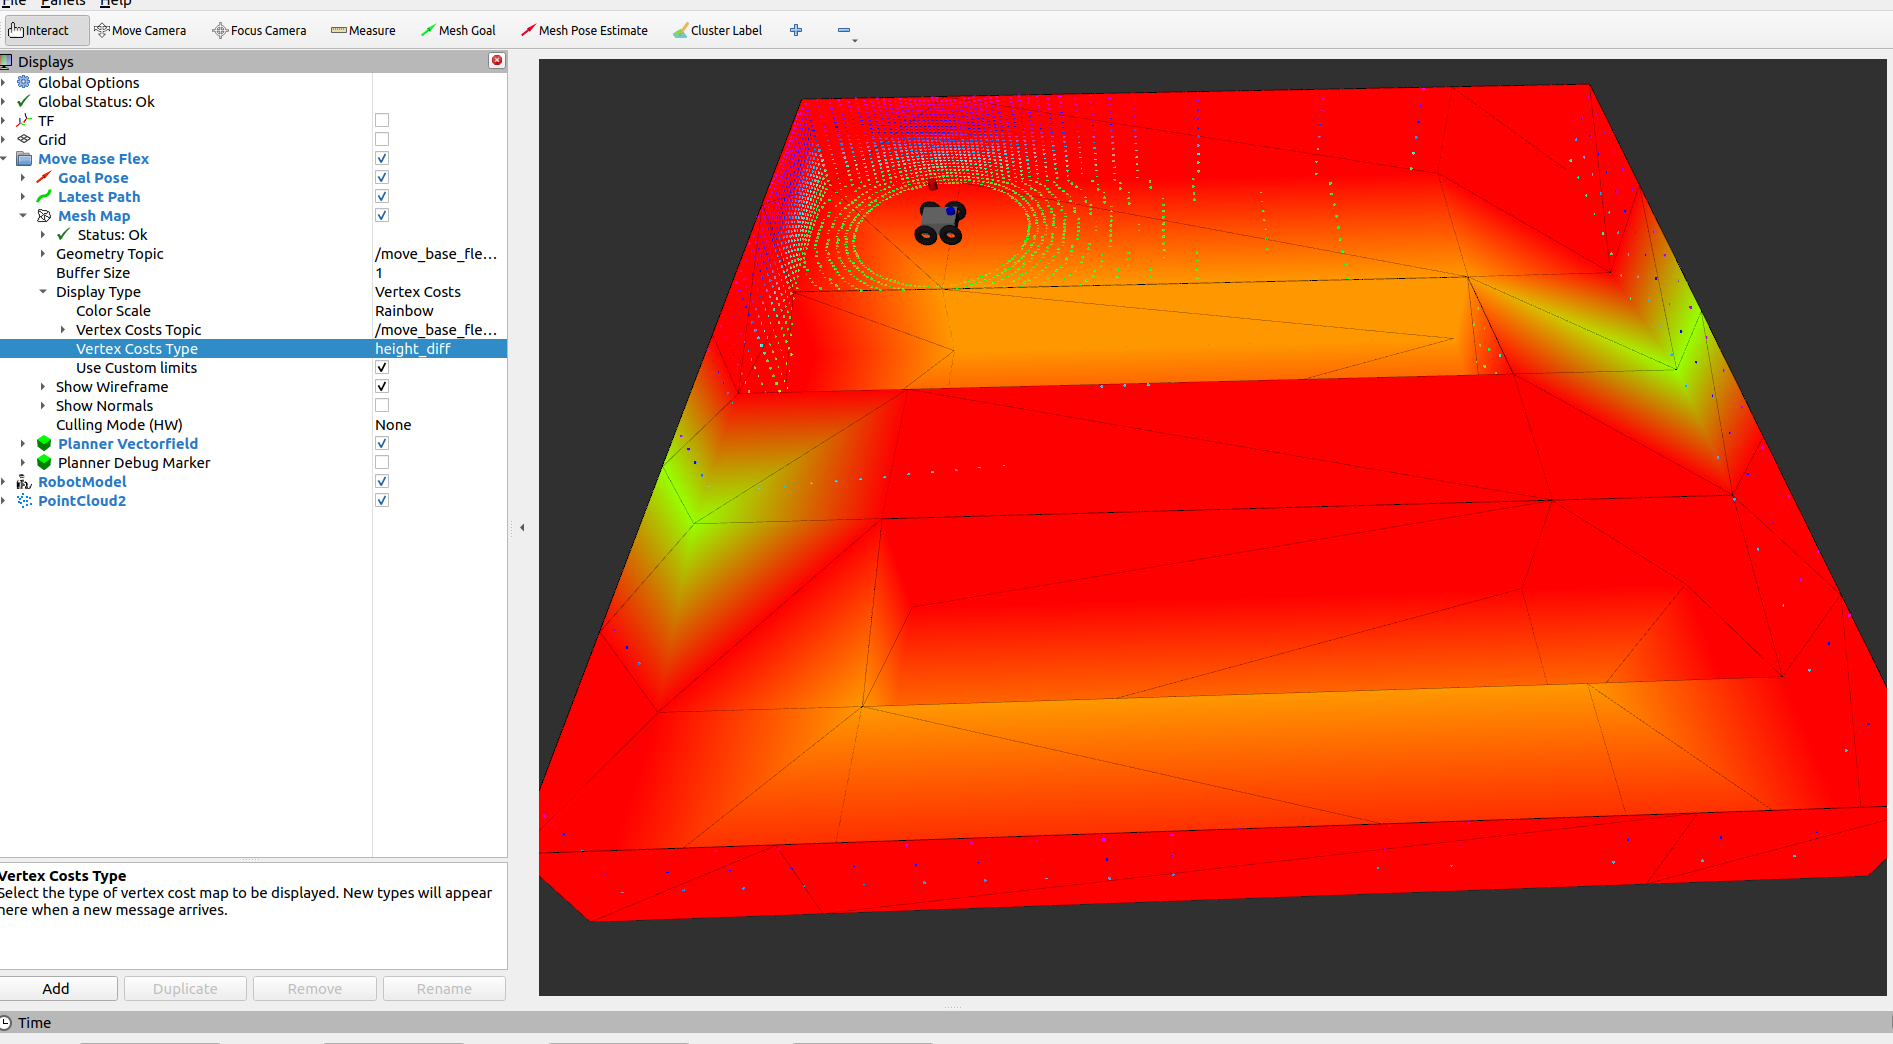 File Panels Help
Interact Move Camera Focus Camera Measure Mesh Goal Mesh Pose Estimate Cluster Label
Displays
Global Options
Global Status: Ok
TF
Grid
Move Base Flex
Goal Pose
Latest Path
Mesh Map
Status: Ok
Geometry Topic /move_base_fle...
Buffer Size 1
Display Type Vertex Costs
Color Scale Rainbow
Vertex Costs Topic /move_base_fle...
Vertex Costs Type height_diff
Use Custom limits
Show Wireframe
Show Normals
Culling Mode (HW) None
Planner Vectorfield
Planner Debug Marker
RobotModel
PointCloud2
Vertex Costs Type
Select the type of vertex cost map to be displayed. New types will appear
here when a new message arrives.
Add Duplicate Remove Rename
Time